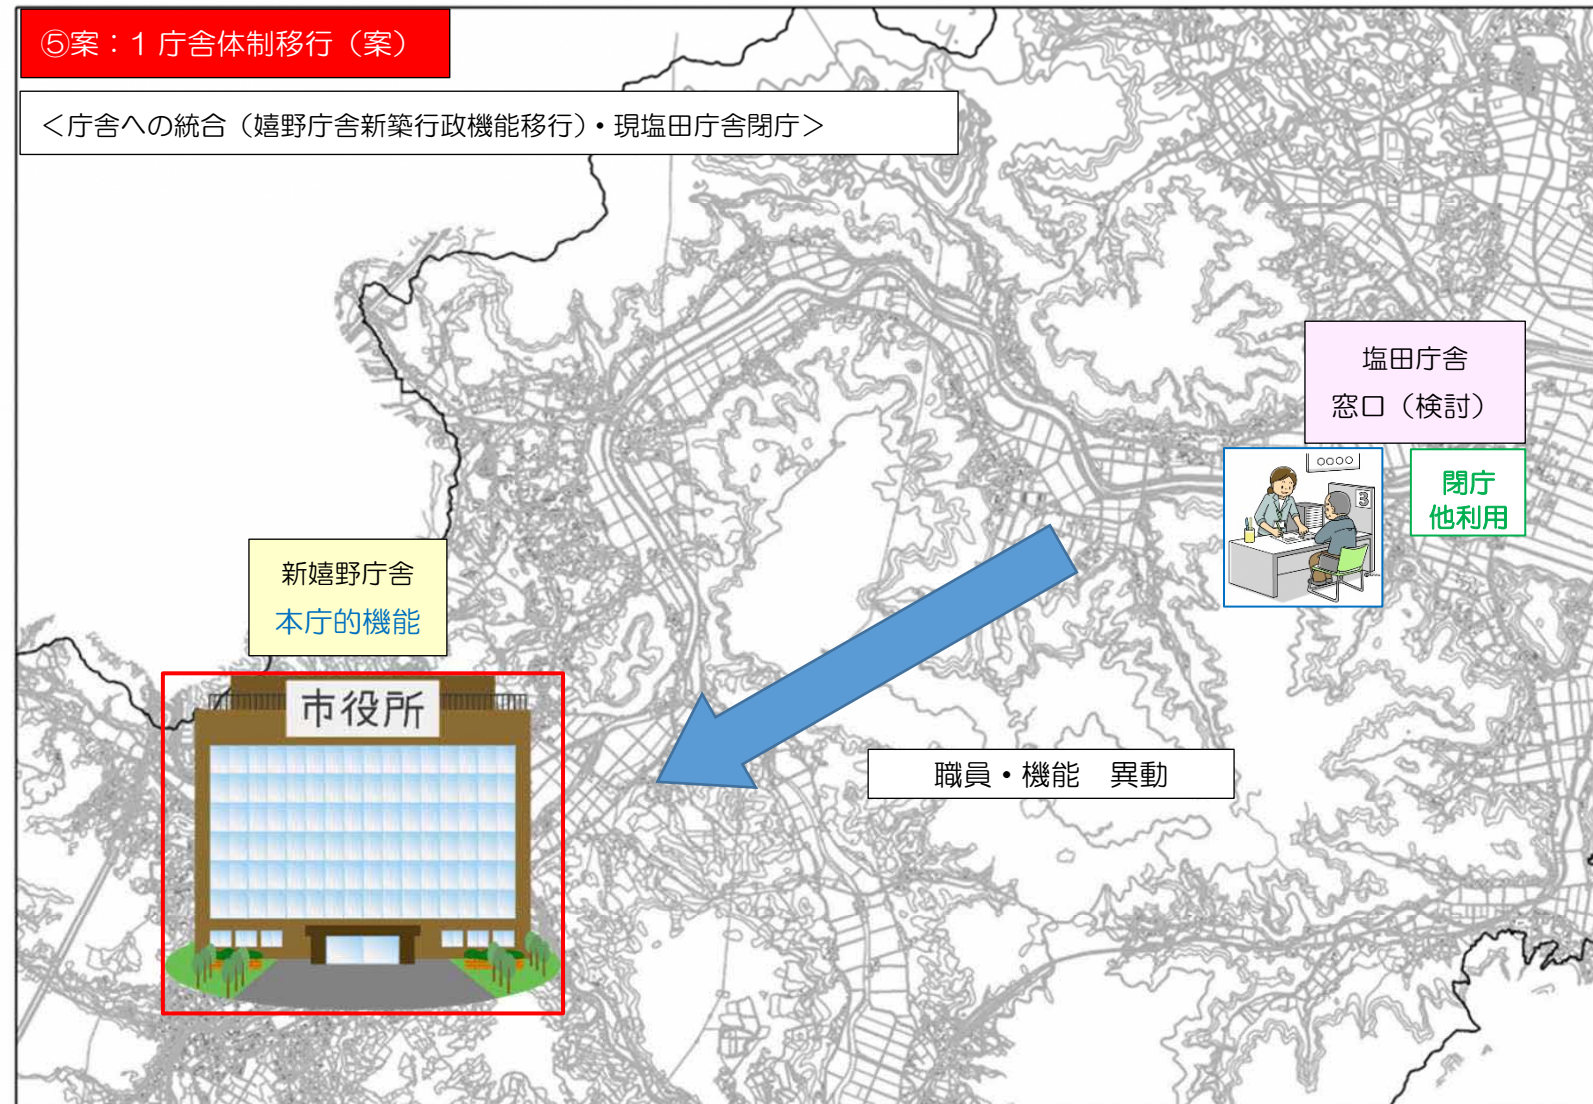 ⑤案：1 庁舎体制移行（案）
＜庁舎への統合（嬉野庁舎新築行政機能移行）・現塩田庁舎閉庁＞
塩田庁舎
窓口（検討）
○○○○
3
閉庁
他利用
新嬉野庁舎
本庁的機能
市役所
職員・機能　異動